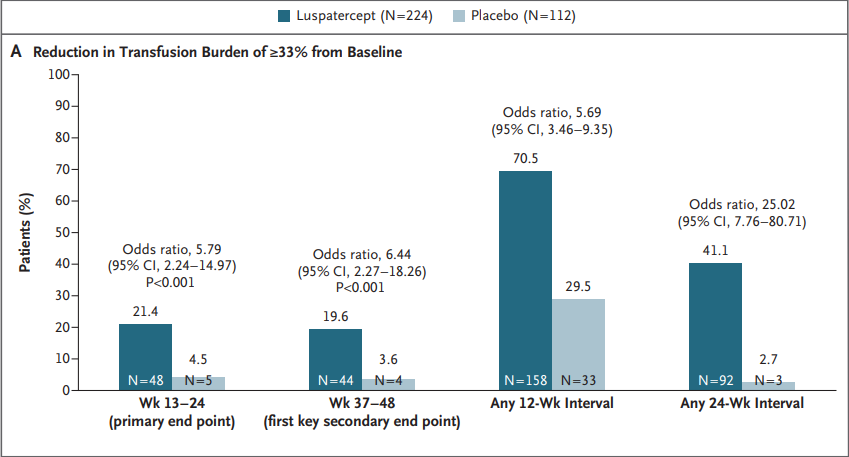 Luspatercept (N=224) Placebo (N=112)
A Reduction in Transfusion Burden of ≥33% from Baseline
Patients (%)
100
90
80
70
60
50
40
30
20
10
0
Odds ratio, 5.79
(95% CI, 2.24–14.97)
P<0.001
21.4
4.5
N=48
N=5
Wk 13–24
(primary end point)
Odds ratio, 6.44
(95% CI, 2.27–18.26)
P<0.001
19.6
3.6
N=44
N=4
Wk 37–48
(first key secondary end point)
Odds ratio, 5.69
(95% CI, 3.46–9.35)
70.5
29.5
N=158
N=33
Any 12-Wk Interval
Odds ratio, 25.02
(95% CI, 7.76–80.71)
41.1
2.7
N=92
N=3
Any 24-Wk Interval